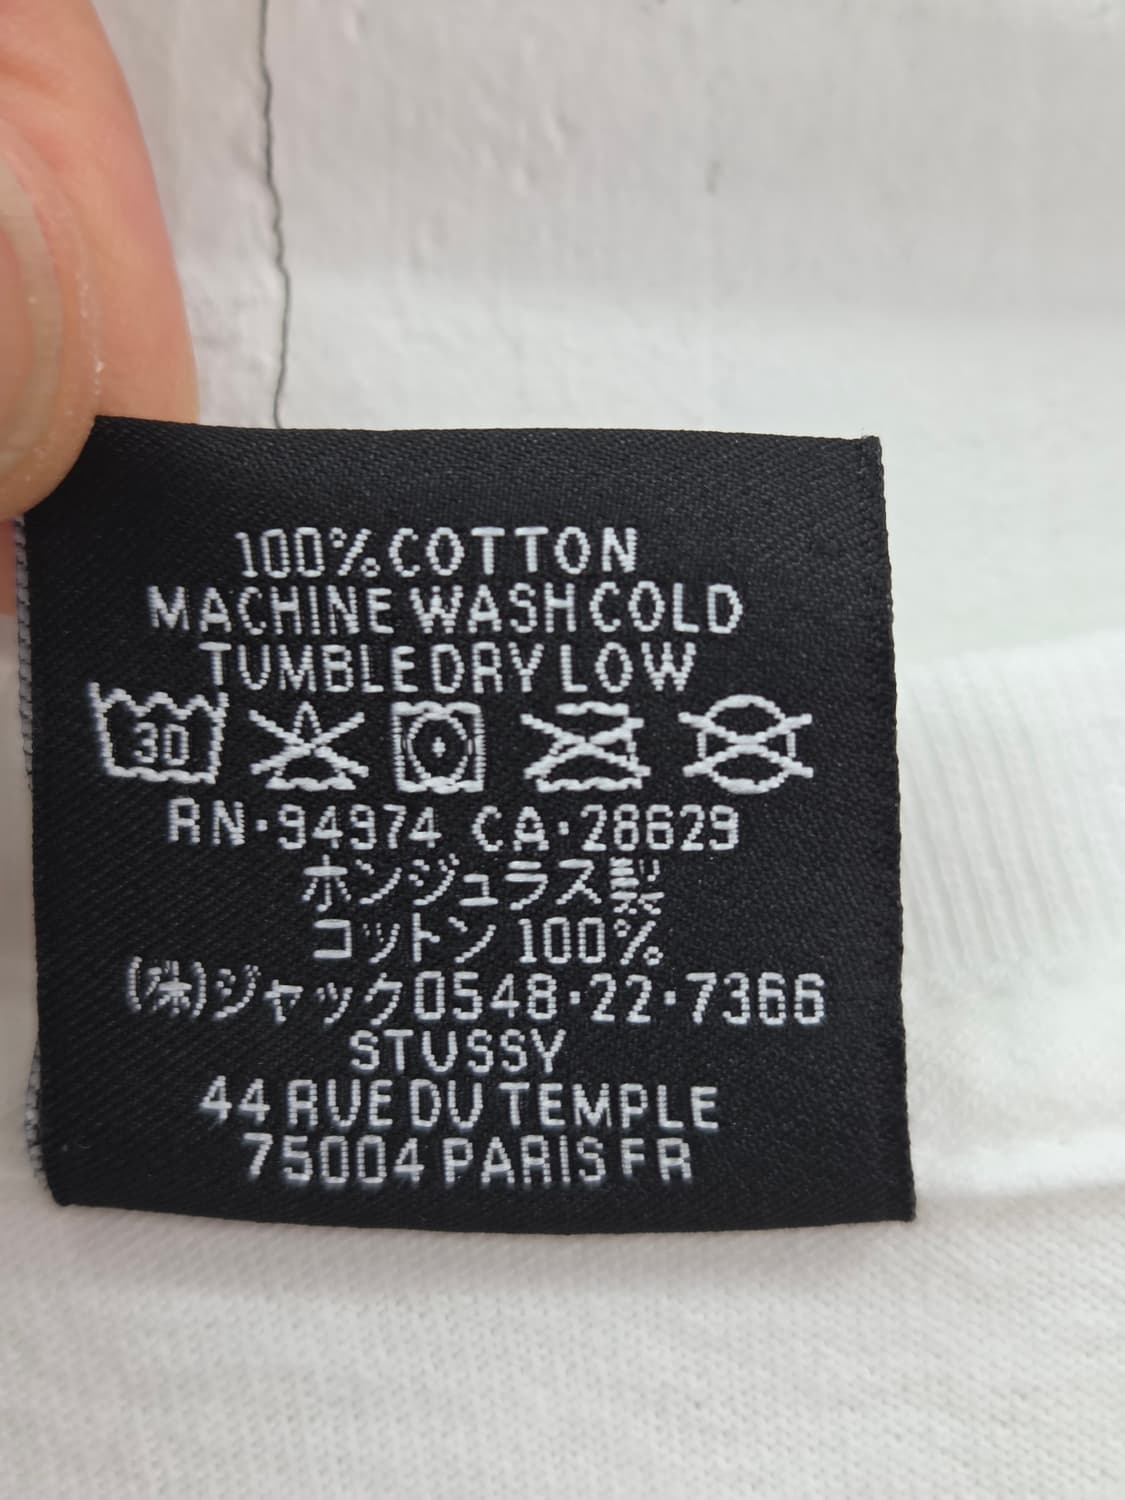 100% COTTON
MACHINE WASH COLD
TUMBLE DRY LOW
30
RN·94974 CA·28629
ホンジュラス製
コットン 100%
(株)ジャック0548·22·7366
STUSSY
44 RUE DU TEMPLE
75004 PARIS FR